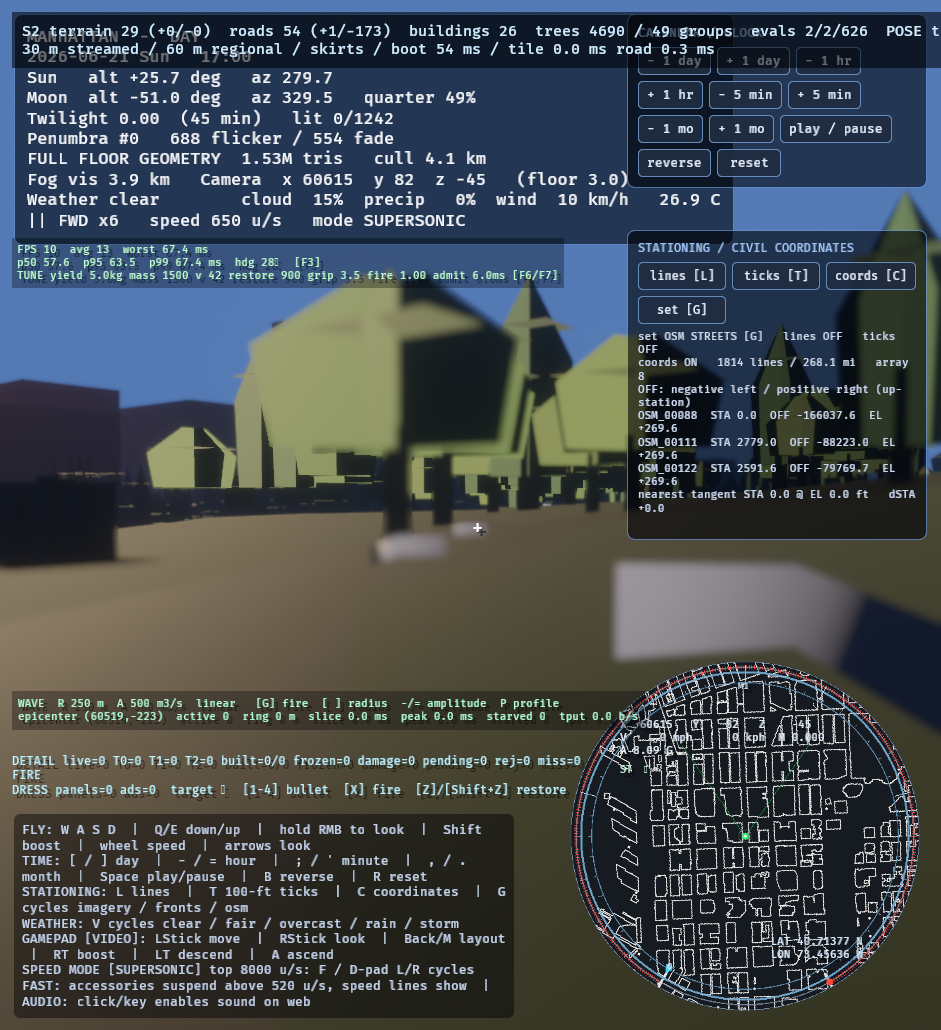 S2 terrain 29 (+0/-0)  roads 54 (+1/-173)  buildings 26  trees 4690 / 49 groups  evals 2/2/626  POSE t
30 m streamed / 60 m regional / skirts / boot 54 ms / tile 0.0 ms road 0.3 ms
MANHATTAN - DAY
2026-06-21 Sun  17:00
Sun   alt +25.7 deg   az 279.7
Moon  alt -51.0 deg   az 329.5   quarter 49%
Twilight 0.00  (45 min)   lit 0/1242
Penumbra #0   688 flicker / 554 fade
FULL FLOOR GEOMETRY  1.53M tris   cull 4.1 km
Fog vis 3.9 km   Camera  x 60615  y 82  z -45   (floor 3.0)
Weather clear        cloud  15%  precip   0%  wind  10 km/h   26.9 C
|| FWD x6   speed 650 u/s   mode SUPERSONIC
- 1 day
+ 1 day
- 1 hr
+ 1 hr
- 5 min
+ 5 min
- 1 mo
+ 1 mo
play / pause
reverse
reset
FPS 10  avg 13  worst 67.4 ms
p50 57.6  p95 63.5  p99 67.4 ms  hdg 28  [F3]
TUNE yield 5.0kg mass 1500 v 42 restore 900 grip 3.5 fire 1.00 admit 6.0ms [F6/F7]
STATIONING / CIVIL COORDINATES
lines [L]
ticks [T]
coords [C]
set [G]
set OSM STREETS [G]   lines OFF   ticks
OFF
coords ON   1814 lines / 268.1 mi   array
8
OFF: negative left / positive right (up-
station)
OSM_00088  STA 0.0  OFF -166037.6  EL
+269.6
OSM_00111  STA 2779.0  OFF -88223.0  EL
+269.6
OSM_00122  STA 2591.6  OFF -79769.7  EL
+269.6
nearest tangent STA 0.0 @ EL 0.0 ft   dSTA
+0.0
WAVE  R 250 m  A 500 m3/s  linear   [G] fire  [ ] radius  -/= amplitude  P profile
epicenter (60519,-223)  active 0  ring 0 m  slice 0.0 ms  peak 0.0 ms  starved 0  tput 0.0 b/s
DETAIL live=0 T0=0 T1=0 T2=0 built=0/0 frozen=0 damage=0 pending=0 rej=0 miss=0
FIRE
DRESS panels=0 ads=0  target  [1-4] bullet  [X] fire  [Z]/[Shift+Z] restore
FLY: W A S D  |  Q/E down/up  |  hold RMB to look  |  Shift
boost  |  wheel speed  |  arrows look
TIME: [ / ] day  |  - / = hour  |  ; / ' minute  |  , / .
month  |  Space play/pause  |  B reverse  |  R reset
STATIONING: L lines  |  T 100-ft ticks  |  C coordinates  |  G
cycles imagery / fronts / osm
WEATHER: V cycles clear / fair / overcast / rain / storm
GAMEPAD [VIDEO]: LStick move  |  RStick look  |  Back/M layout
|  RT boost  |  LT descend  |  A ascend
SPEED MODE [SUPERSONIC] top 8000 u/s: F / D-pad L/R cycles
FAST: accessories suspend above 520 u/s, speed lines show  |
AUDIO: click/key enables sound on web
X  60615  Y  82  Z  -45
0 mph  0 kph  M 0.000
A 8.09 G
LAT 40.71377 N
LON 73.45636 W